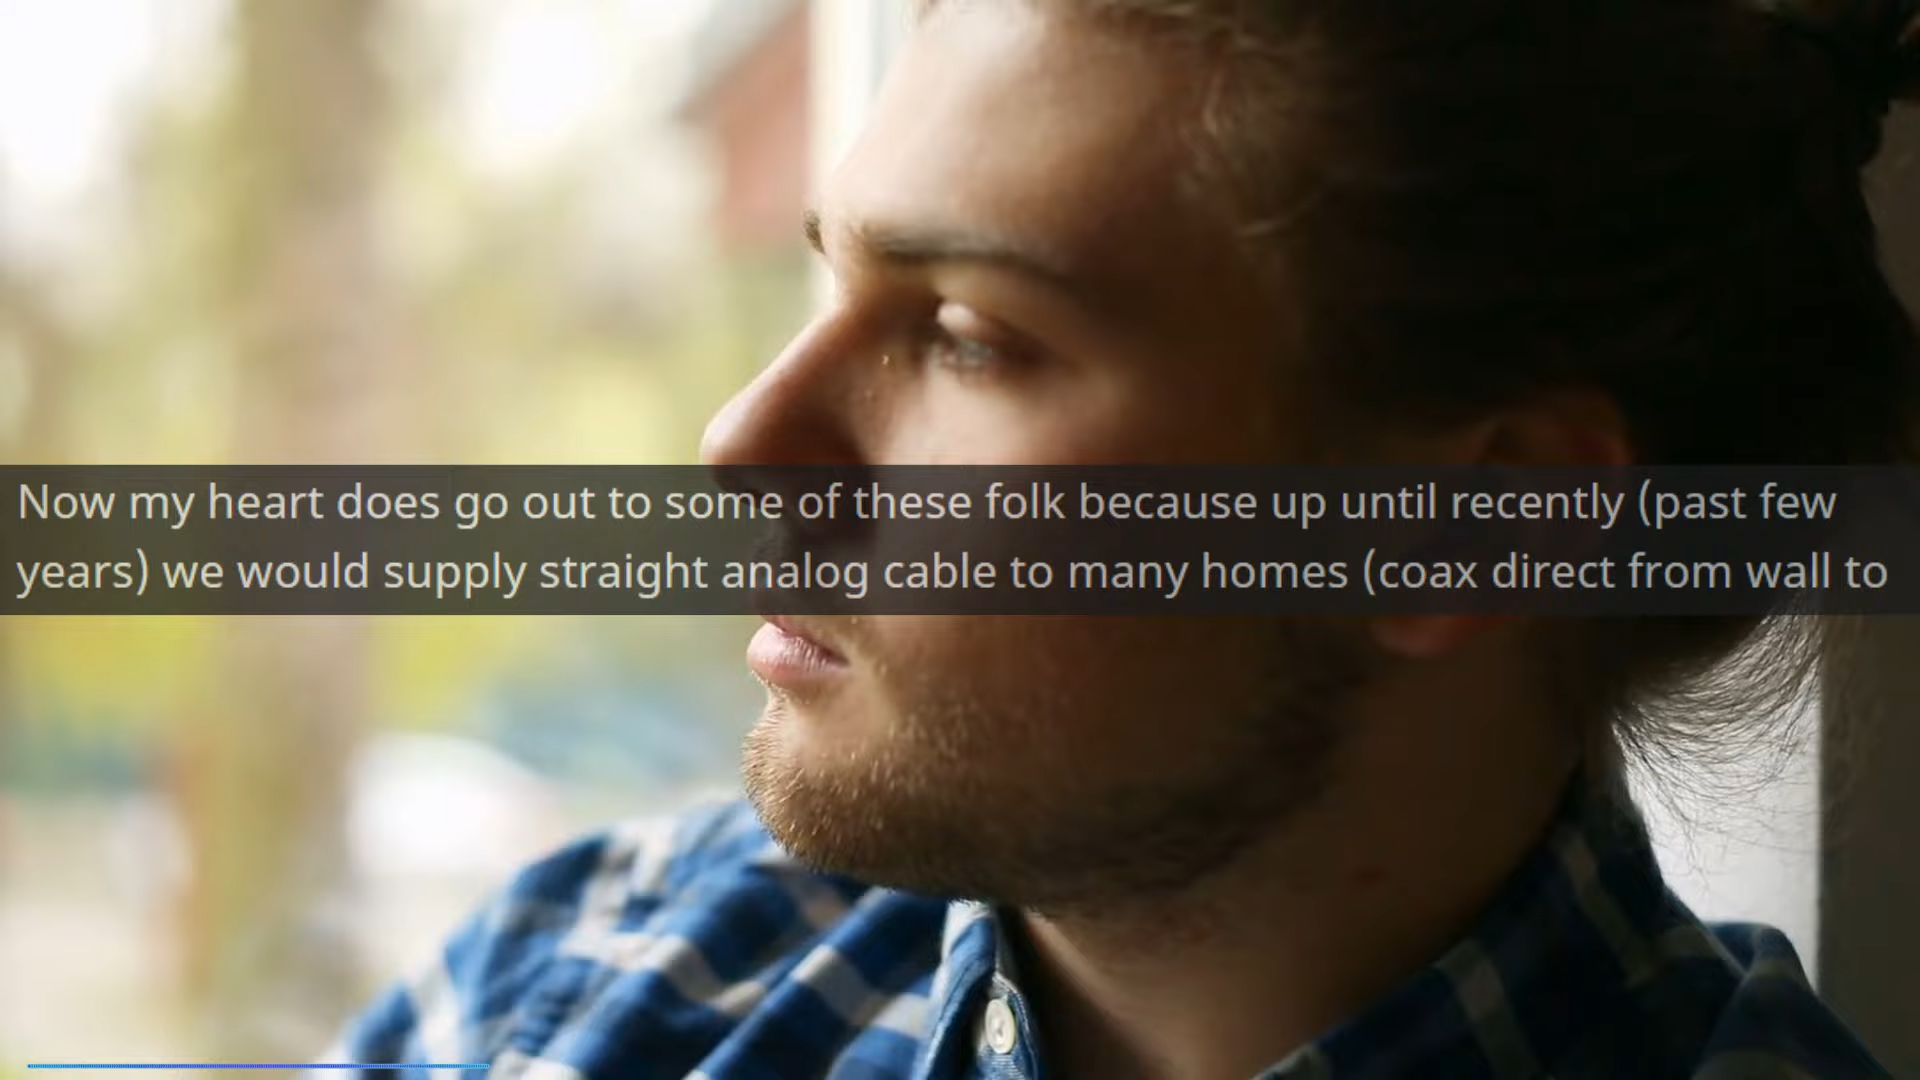 Now my heart does go out to some of these folk because up until recently (past few
years) we would supply straight analog cable to many homes (coax direct from wall to